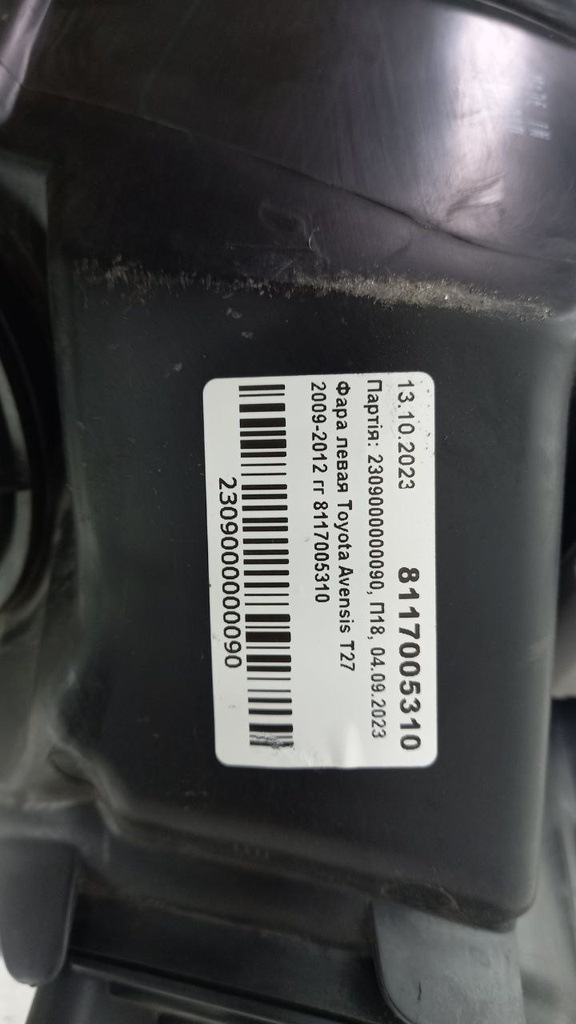 13.10.2023 8117005310
Партія: 2309000000090, П18, 04.09.2023
Фара левая Toyota Avensis T27
2009-2012 гг 8117005310
2309000000090